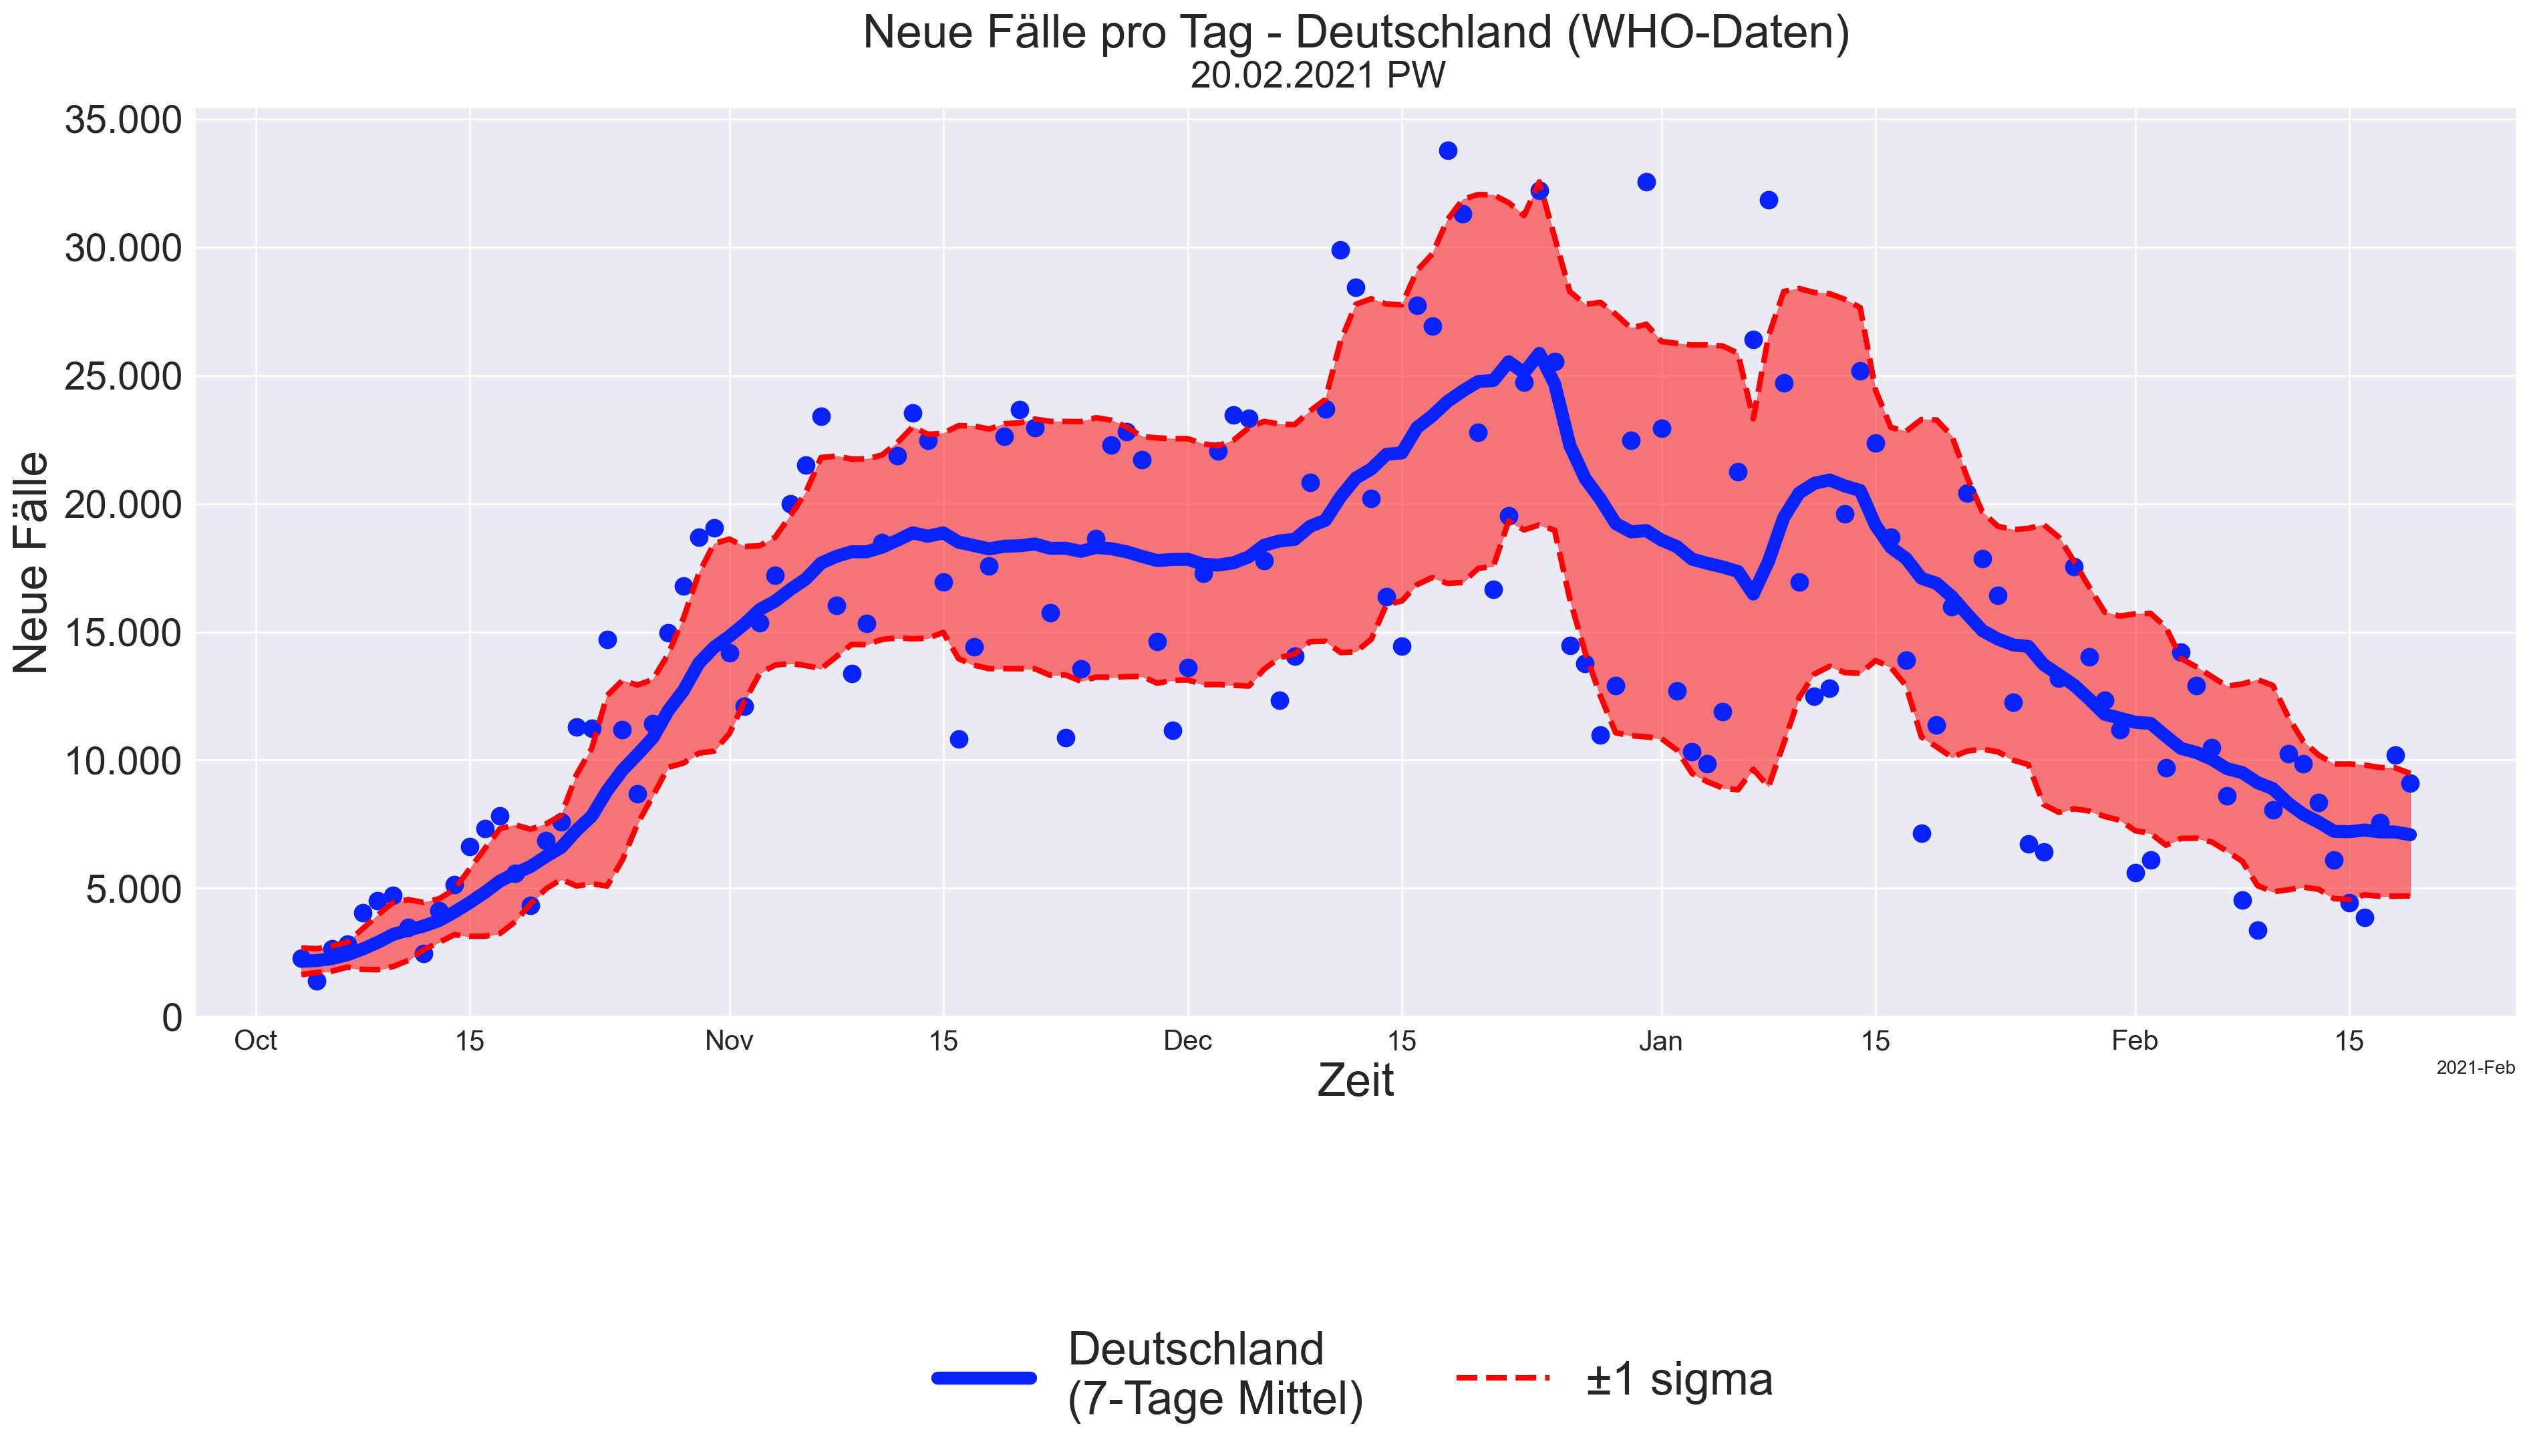 Neue Fälle pro Tag - Deutschland (WHO-Daten)
20.02.2021 PW
Neue Fälle
35.000
30.000
25.000
20.000
15.000
10.000
5.000
0
Oct 15 Nov 15 Dec 15 Jan 15 Feb 15
2021-Feb
Zeit
Deutschland
(7-Tage Mittel)
±1 sigma